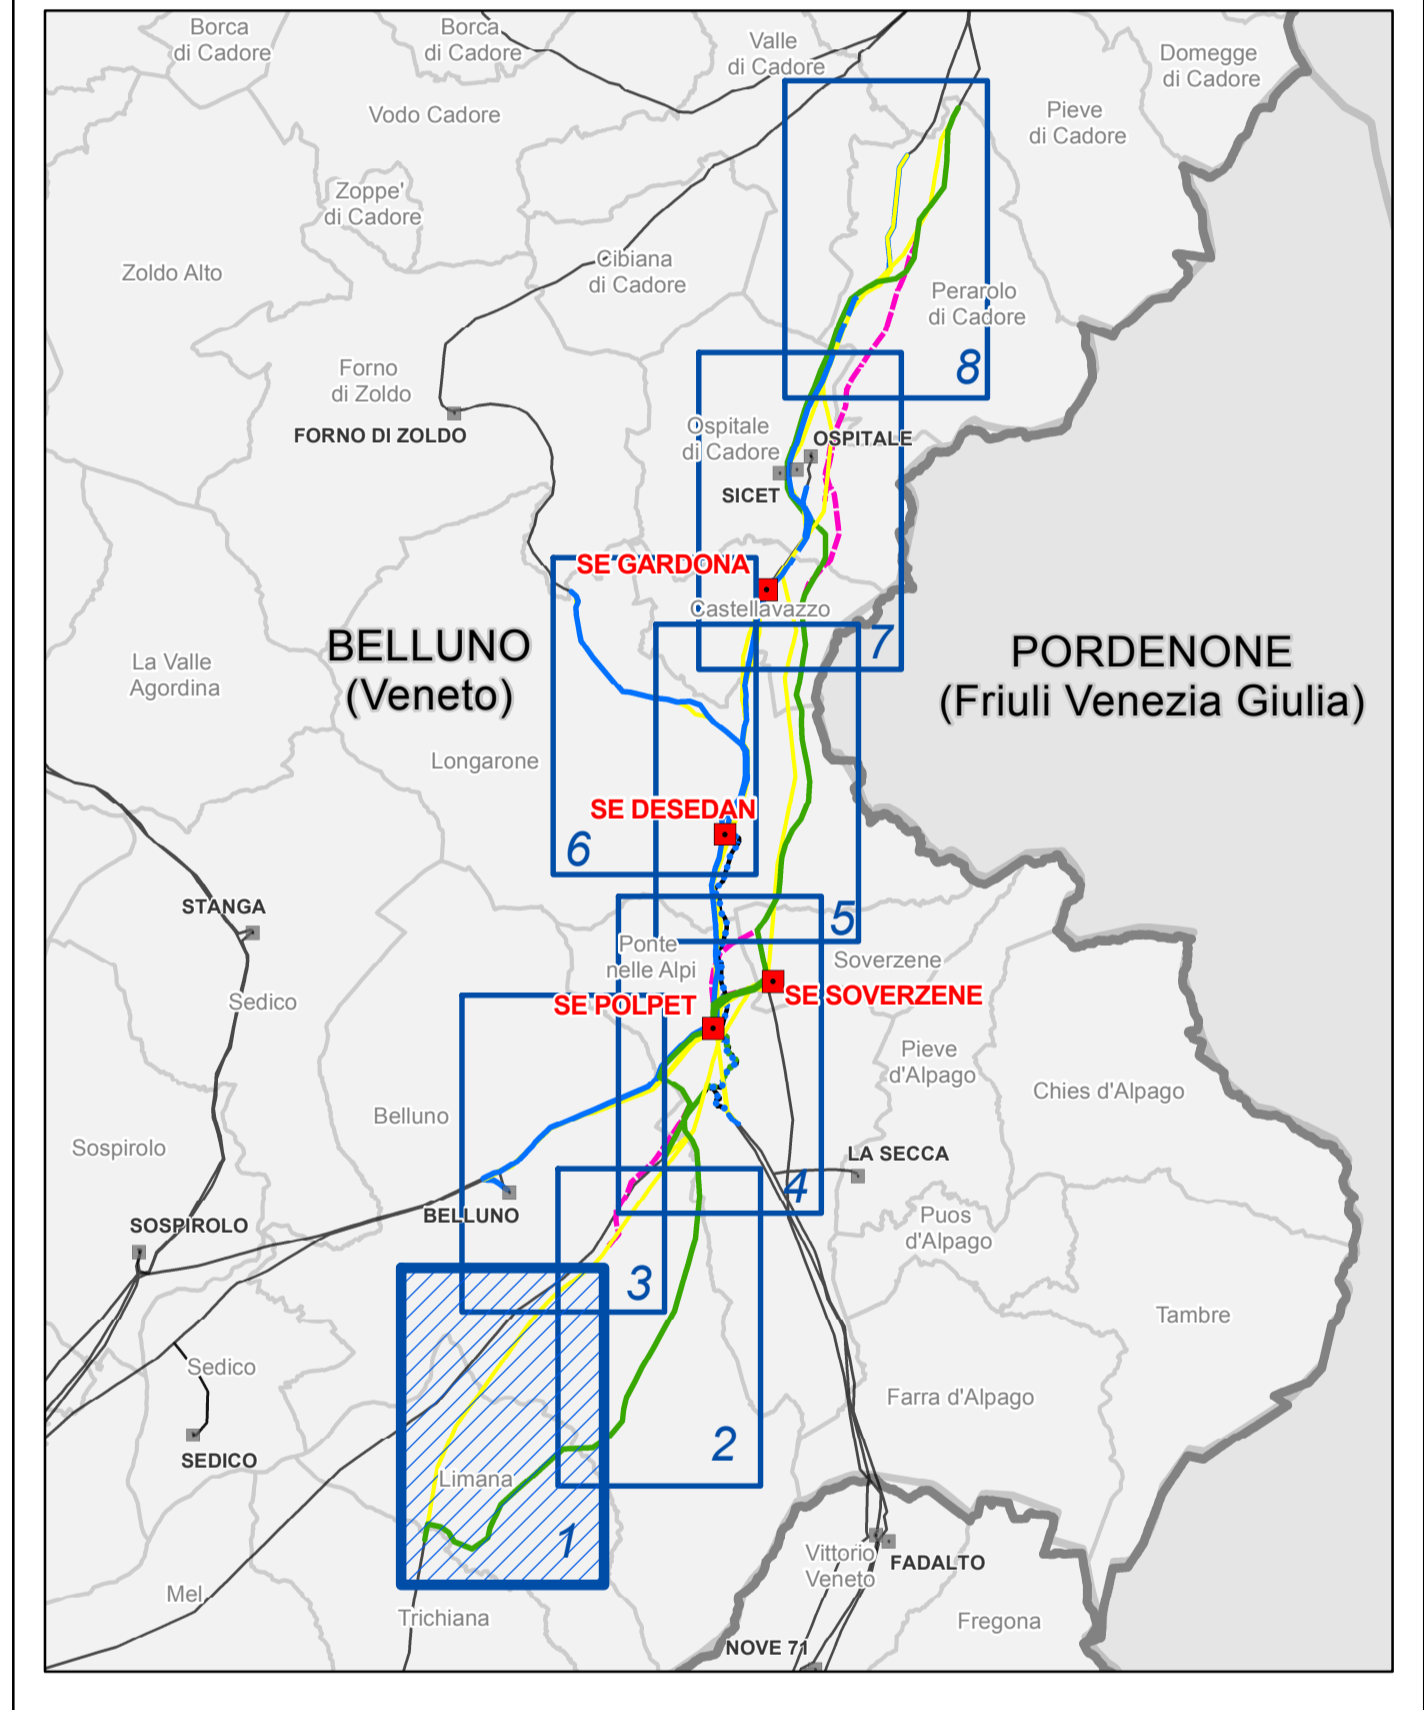 Borca
di Cadore
Borca
di Cadore
Valle
di Cadore
Domegge
di Cadore
Vodo Cadore
Pieve
di Cadore
Zoppe'
di Cadore
Zoldo Alto
Cibiana
di Cadore
Perarolo
di Cadore
8
Forno
di Zoldo
FORNO DI ZOLDO
Ospitale
di Cadore
OSPITALE
SICET
SE GARDONA
Castellavazzo
7
BELLUNO
(Veneto)
PORDENONE
(Friuli Venezia Giulia)
La Valle
Agordina
Longarone
SE DESEDAN
6
5
STANGA
Ponte
nelle Alpi
Soverzene
SE POLPET
SE SOVERZENE
Sedico
Pieve
d'Alpago
Chies d'Alpago
Belluno
Sospirolo
LA SECCA
4
BELLUNO
SOSPIROLO
Puos
d'Alpago
3
Tambre
Sedico
Farra d'Alpago
2
SEDICO
Limana
1
Vittorio
Veneto
FADALTO
Mel
Trichiana
Fregona
NOVE 71